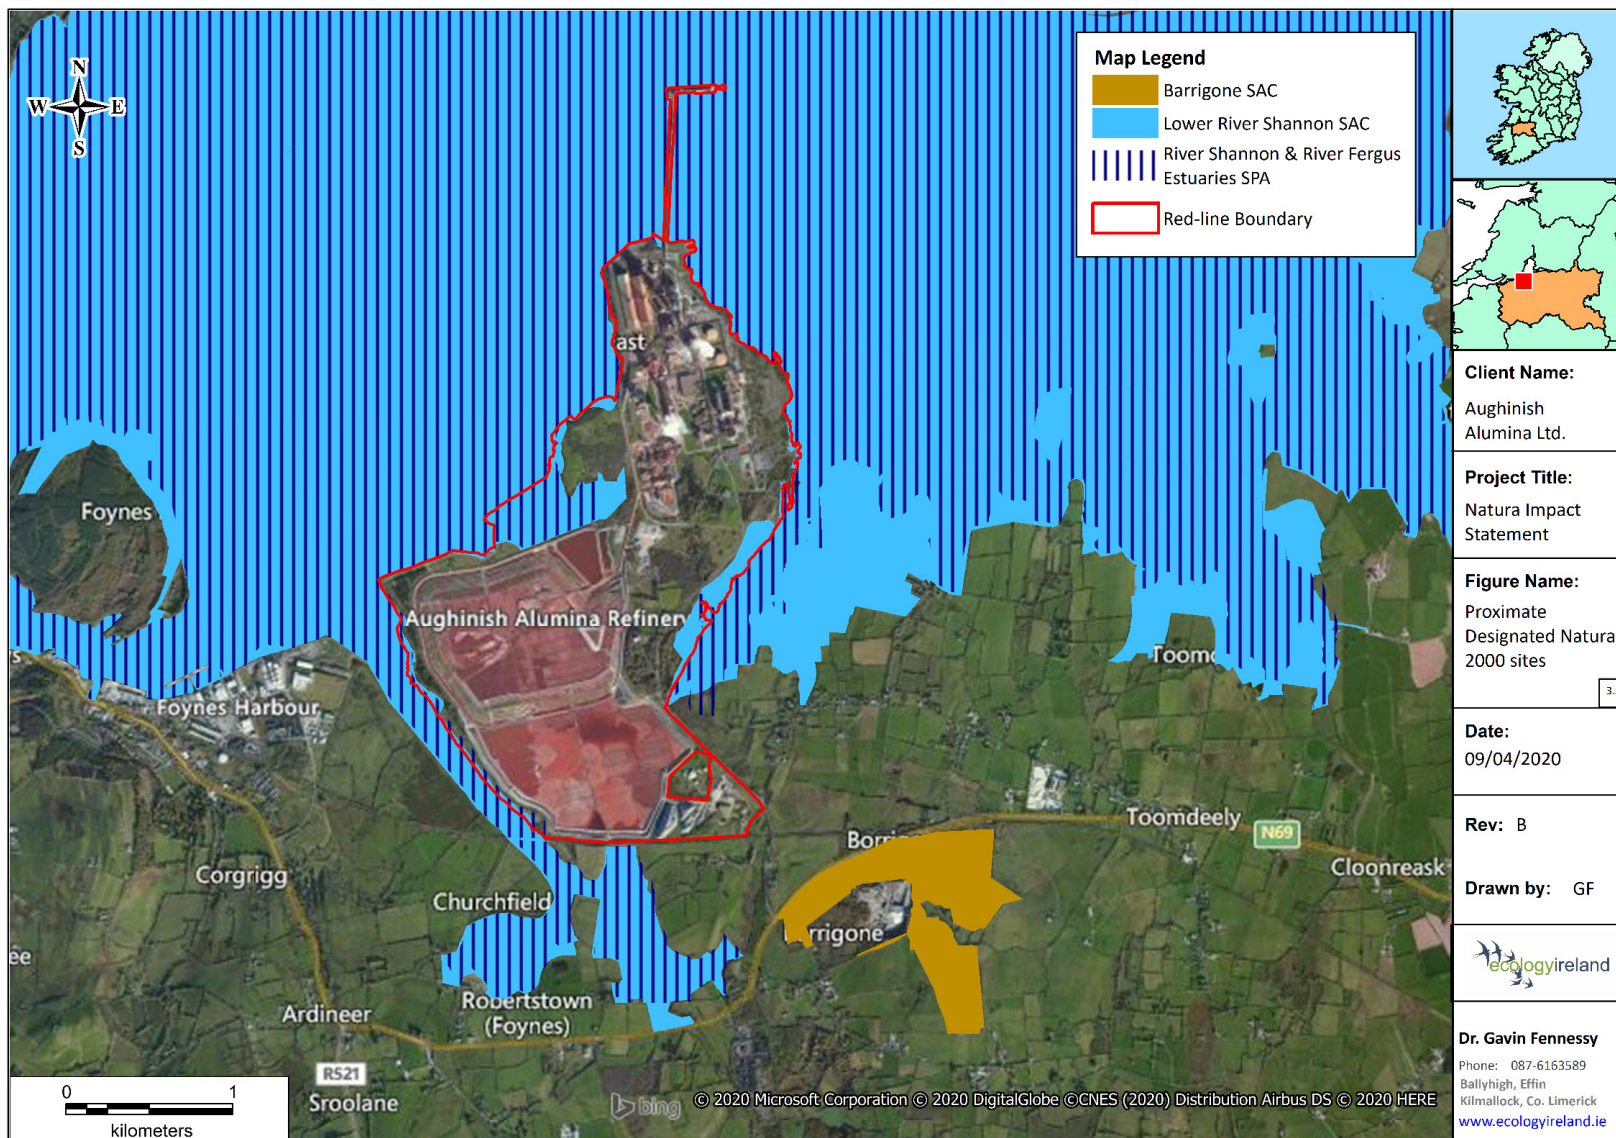 N
W E
S
Map Legend
Barrigone SAC
Lower River Shannon SAC
River Shannon & River Fergus
Estuaries SPA
Red-line Boundary
ast
Foynes
Aughinish Alumina Refinery
Foynes Harbour
Toom
Toomdeely
N69
Cloonreask
Borri
rrigone
Corgrigg
Churchfield
Robertstown
(Foynes)
Ardineer
R521
Sroolane
ee
s
0 1
kilometers
bing
© 2020 Microsoft Corporation © 2020 DigitalGlobe ©CNES (2020) Distribution Airbus DS © 2020 HERE
Client Name:
Aughinish
Alumina Ltd.
Project Title:
Natura Impact
Statement
Figure Name:
Proximate
Designated Natura
2000 sites
3.
Date:
09/04/2020
Rev: B
Drawn by: GF
ecologyireland
Dr. Gavin Fennessy
Phone: 087-6163589
Ballyhigh, Effin
Kilmallock, Co. Limerick
www.ecologyireland.ie